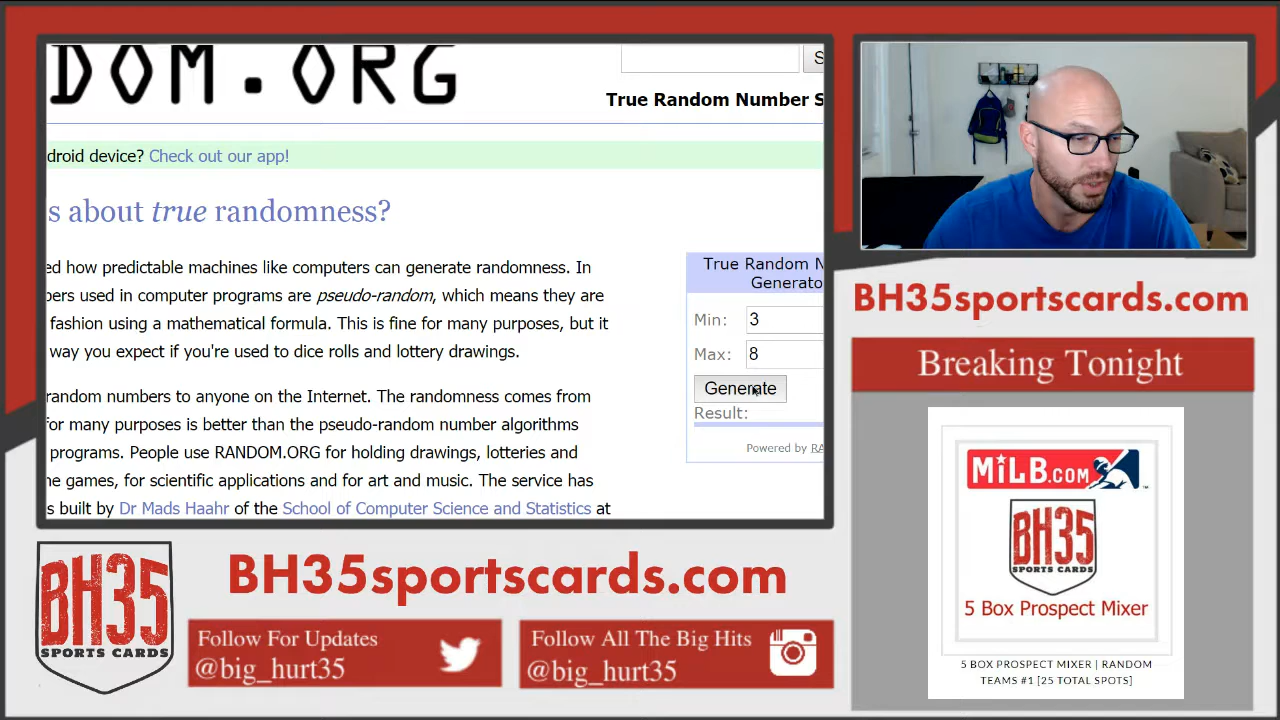 DOM.ORG
S
True Random Number S
droid device? Check out our app!
s about true randomness?
ed how predictable machines like computers can generate randomness. In
bers used in computer programs are pseudo-random, which means they are
fashion using a mathematical formula. This is fine for many purposes, but it
way you expect if you're used to dice rolls and lottery drawings.
random numbers to anyone on the Internet. The randomness comes from
for many purposes is better than the pseudo-random number algorithms
programs. People use RANDOM.ORG for holding drawings, lotteries and
ne games, for scientific applications and for art and music. The service has
s built by Dr Mads Haahr of the School of Computer Science and Statistics at
True Random N
Generato
Min: 3
Max: 8
Generate
Result:
Powered by RA
BH35sportscards.com
Breaking Tonight
MiLB.COM
BH35
SPORTS CARDS
5 Box Prospect Mixer
5 BOX PROSPECT MIXER | RANDOM
TEAMS #1 [25 TOTAL SPOTS]
BH35
SPORTS CARDS
BH35sportscards.com
Follow For Updates
@big_hurt35
Follow All The Big Hits
@big_hurt35